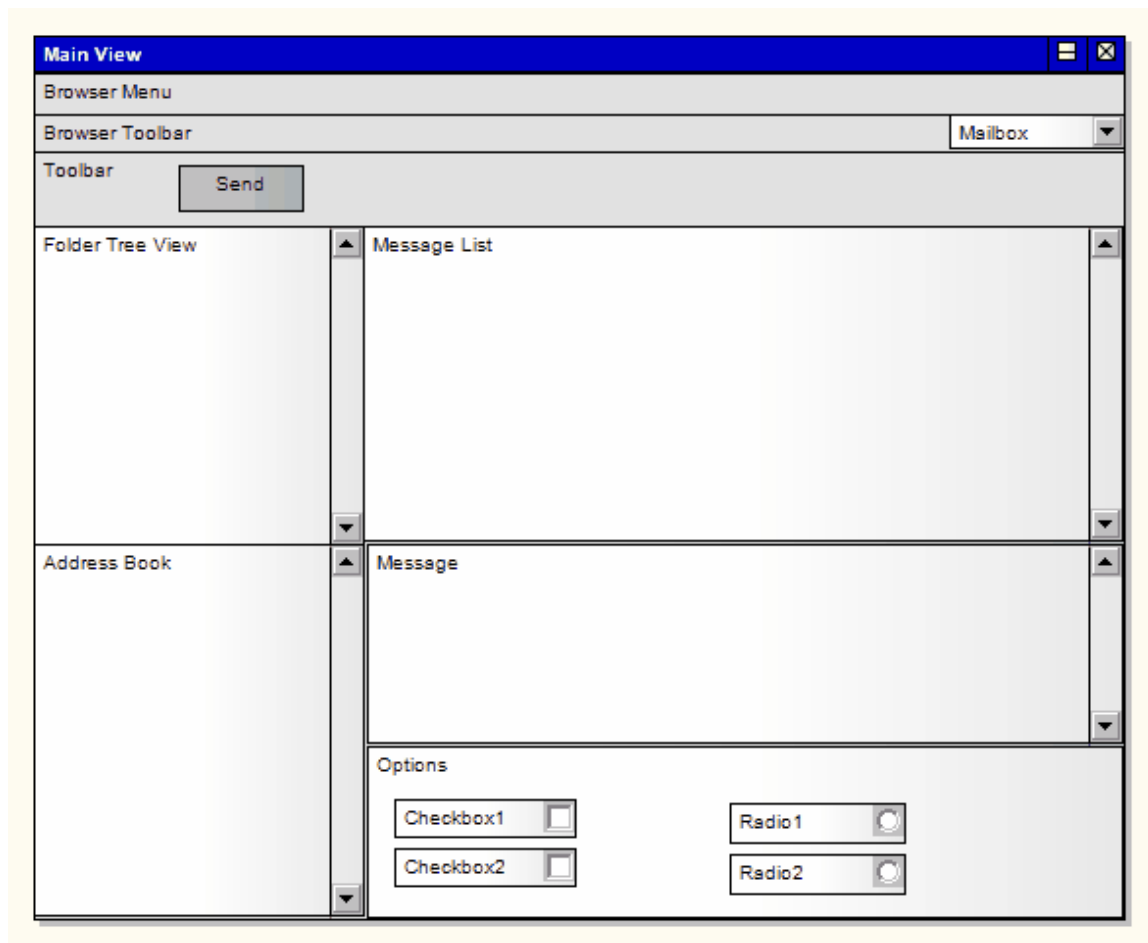 Main View
Browser Menu
Browser Toolbar
Mailbox
Toolbar
Send
Folder Tree View
Message List
Address Book
Message
Options
Checkbox1
Radio1
Checkbox2
Radio2